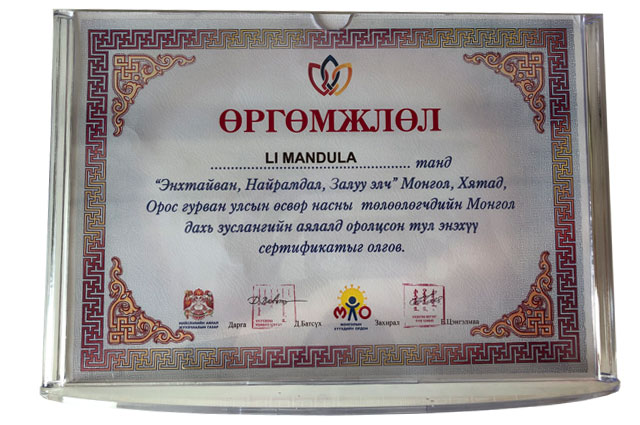 ӨРГӨМЖЛӨЛ
LI MANDULA танд
“Энхтайван, Найрамдал, Залуу элч” Монгол, Хятад,
Орос гурван улсын өсвөр насны төлөөлөгчдийн Монгол
дахь зуслангийн аялалд оролцсон тул энэхүү
сертификатыг олгов.
Дарга Д.Батсүх Захирал